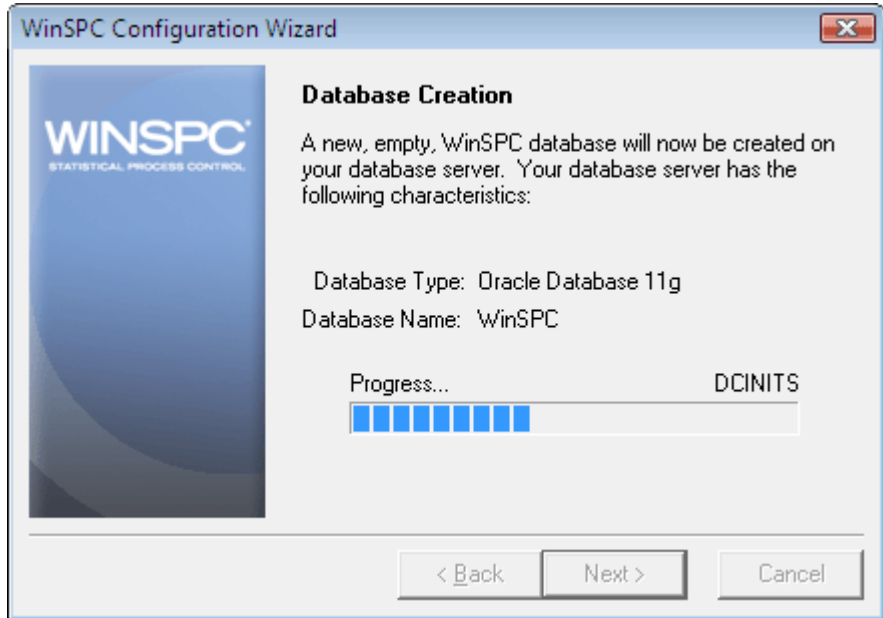 WinSPC Configuration Wizard
WINSPC
STATISTICAL PROCESS CONTROL
Database Creation
A new, empty, WinSPC database will now be created on
your database server. Your database server has the
following characteristics:
Database Type: Oracle Database 11g
Database Name: WinSPC
Progress... DCINITS
< Back Next > Cancel